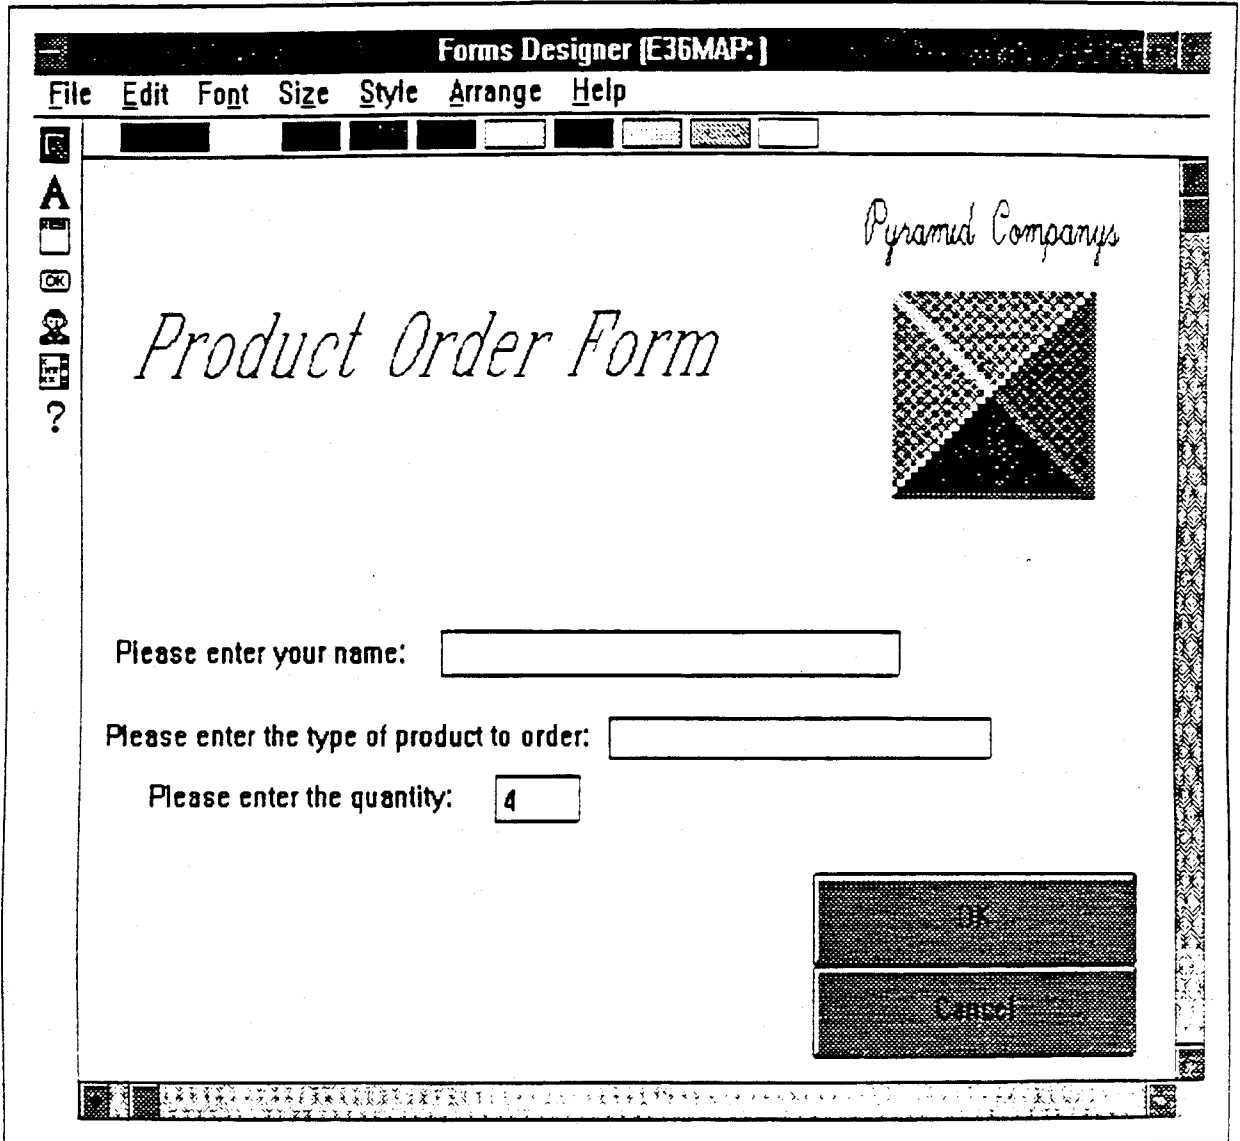 Forms Designer [E36MAP: ]
File Edit Font Size Style Arrange Help
A
OK
?
Pyramid Companys
Product Order Form
Please enter your name:
Please enter the type of product to order:
Please enter the quantity: 4
OK
Cancel